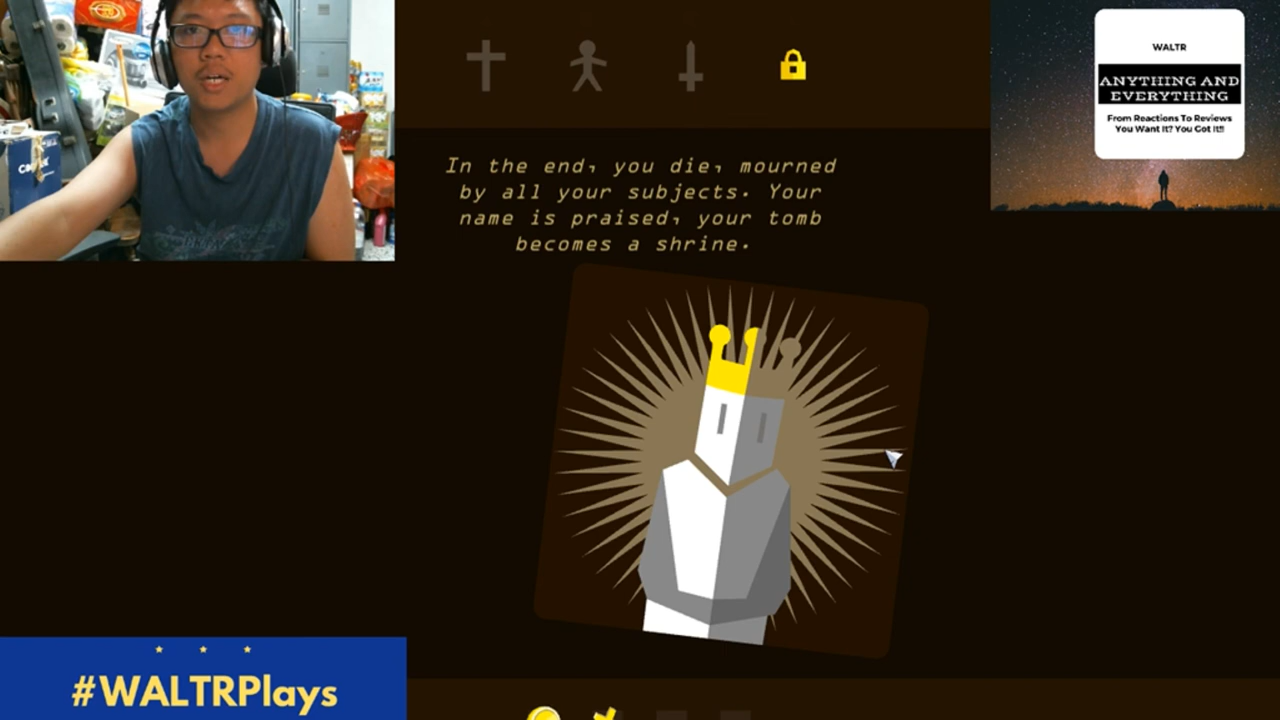 WALTR
ANYTHING AND
EVERYTHING
From Reactions To Reviews
You Want It? You Got It!!
In the end, you die, mourned
by all your subjects. Your
name is praised, your tomb
becomes a shrine.
#WALTRPlays